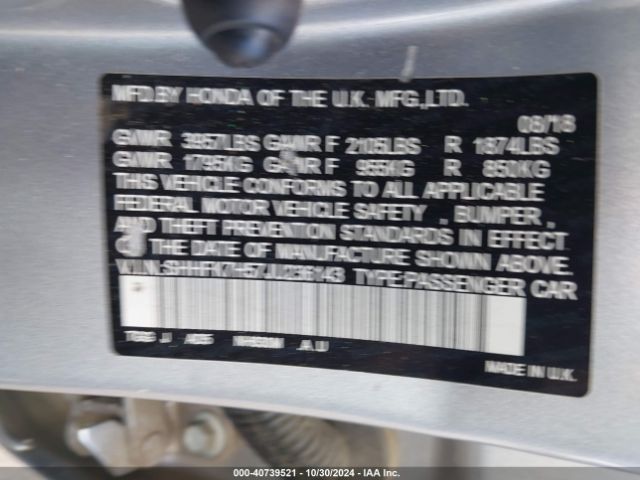 MFD.BY HONDA OF THE U.K. MFG.,LTD.
08/18
GVWR 3957LBS GAWR F 2105LBS R 1874LBS
GVWR 1795KG GAWR F 955KG R 850KG
THIS VEHICLE CONFORMS TO ALL APPLICABLE
FEDERAL MOTOR VEHICLE SAFETY , BUMPER ,
AND THEFT PREVENTION STANDARDS IN EFFECT
ON THE DATE OF MANUFACTURE SHOWN ABOVE.
V.I.N. TYPE:PASSENGER CAR
MADE IN U.K.
000-40739521 - 10/30/2024 - IAA Inc.